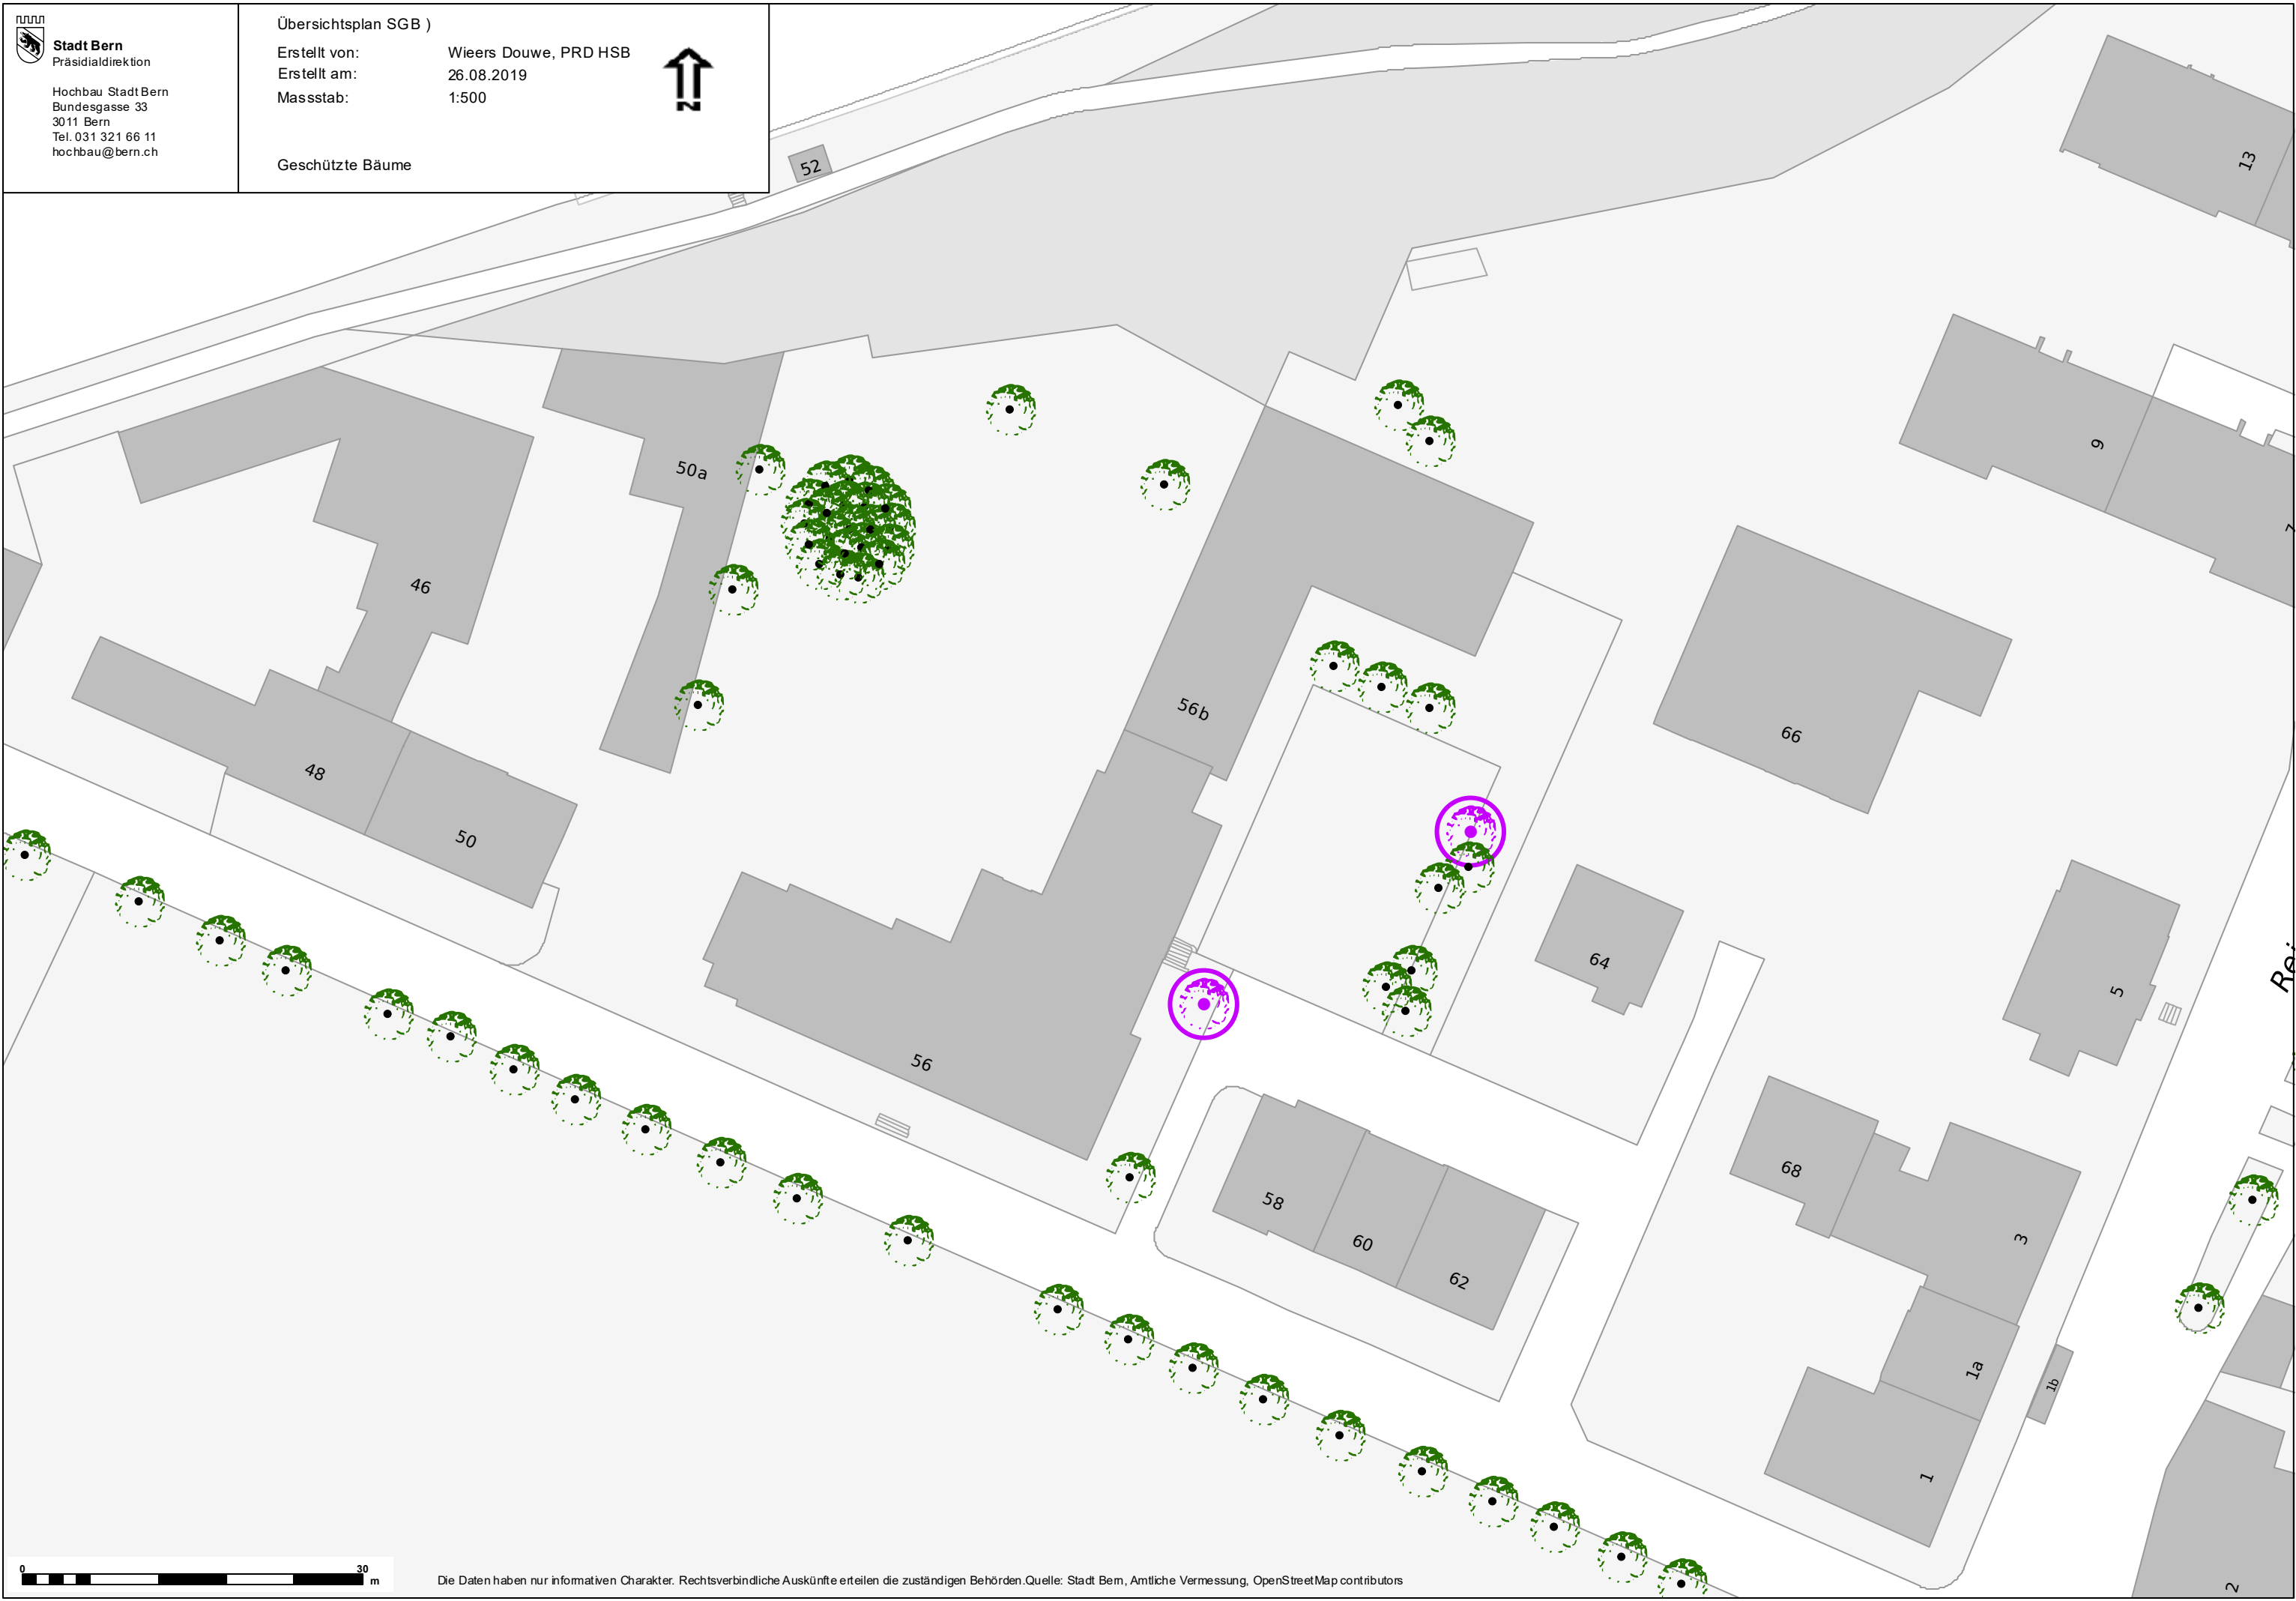 Stadt Bern
Präsidialdirektion
Hochbau Stadt Bern
Bundesgasse 33
3011 Bern
Tel. 031 321 66 11
hochbau@bern.ch
Übersichtsplan SGB )
Erstellt von: Wieers Douwe, PRD HSB
Erstellt am: 26.08.2019
Massstab: 1:500
Geschützte Bäume
N
52
13
9
7
50a
46
56b
66
48
50
64
5
56
68
58
60
62
3
1a
1b
1
2
0 30 m
Die Daten haben nur informativen Charakter. Rechtsverbindliche Auskünfte erteilen die zuständigen Behörden.Quelle: Stadt Bern, Amtliche Vermessung, OpenStreetMap contributors